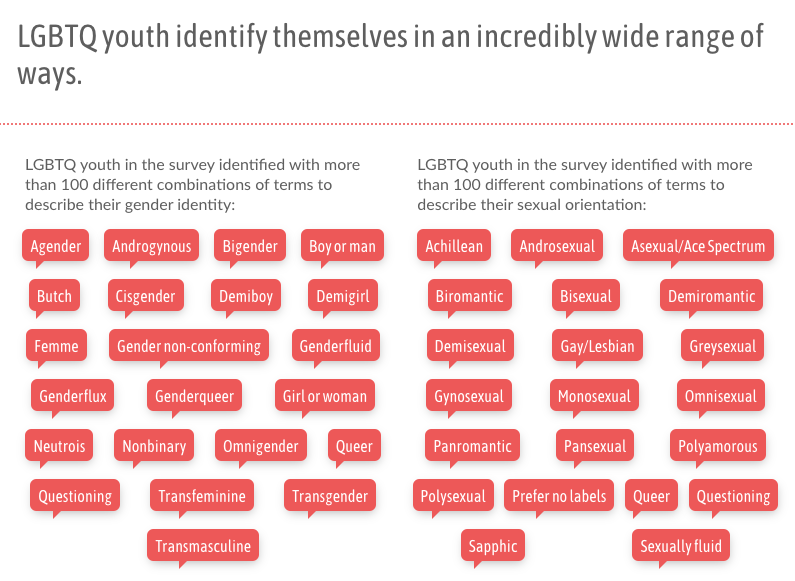 LGBTQ youth identify themselves in an incredibly wide range of
ways.
LGBTQ youth in the survey identified with more
than 100 different combinations of terms to
describe their gender identity:
Agender Androgynous Bigender Boy or man
Butch Cisgender Demiboy Demigirl
Femme Gender non-conforming Genderfluid
Genderflux Genderqueer Girl or woman
Neutrois Nonbinary Omnigender Queer
Questioning Transfeminine Transgender
Transmasculine
LGBTQ youth in the survey identified with more
than 100 different combinations of terms to
describe their sexual orientation:
Achillean Androsexual Asexual/Ace Spectrum
Biromantic Bisexual Demiromantic
Demisexual Gay/Lesbian Greysexual
Gynosexual Monosexual Omnisexual
Panromantic Pansexual Polyamorous
Polysexual Prefer no labels Queer Questioning
Sapphic Sexually fluid